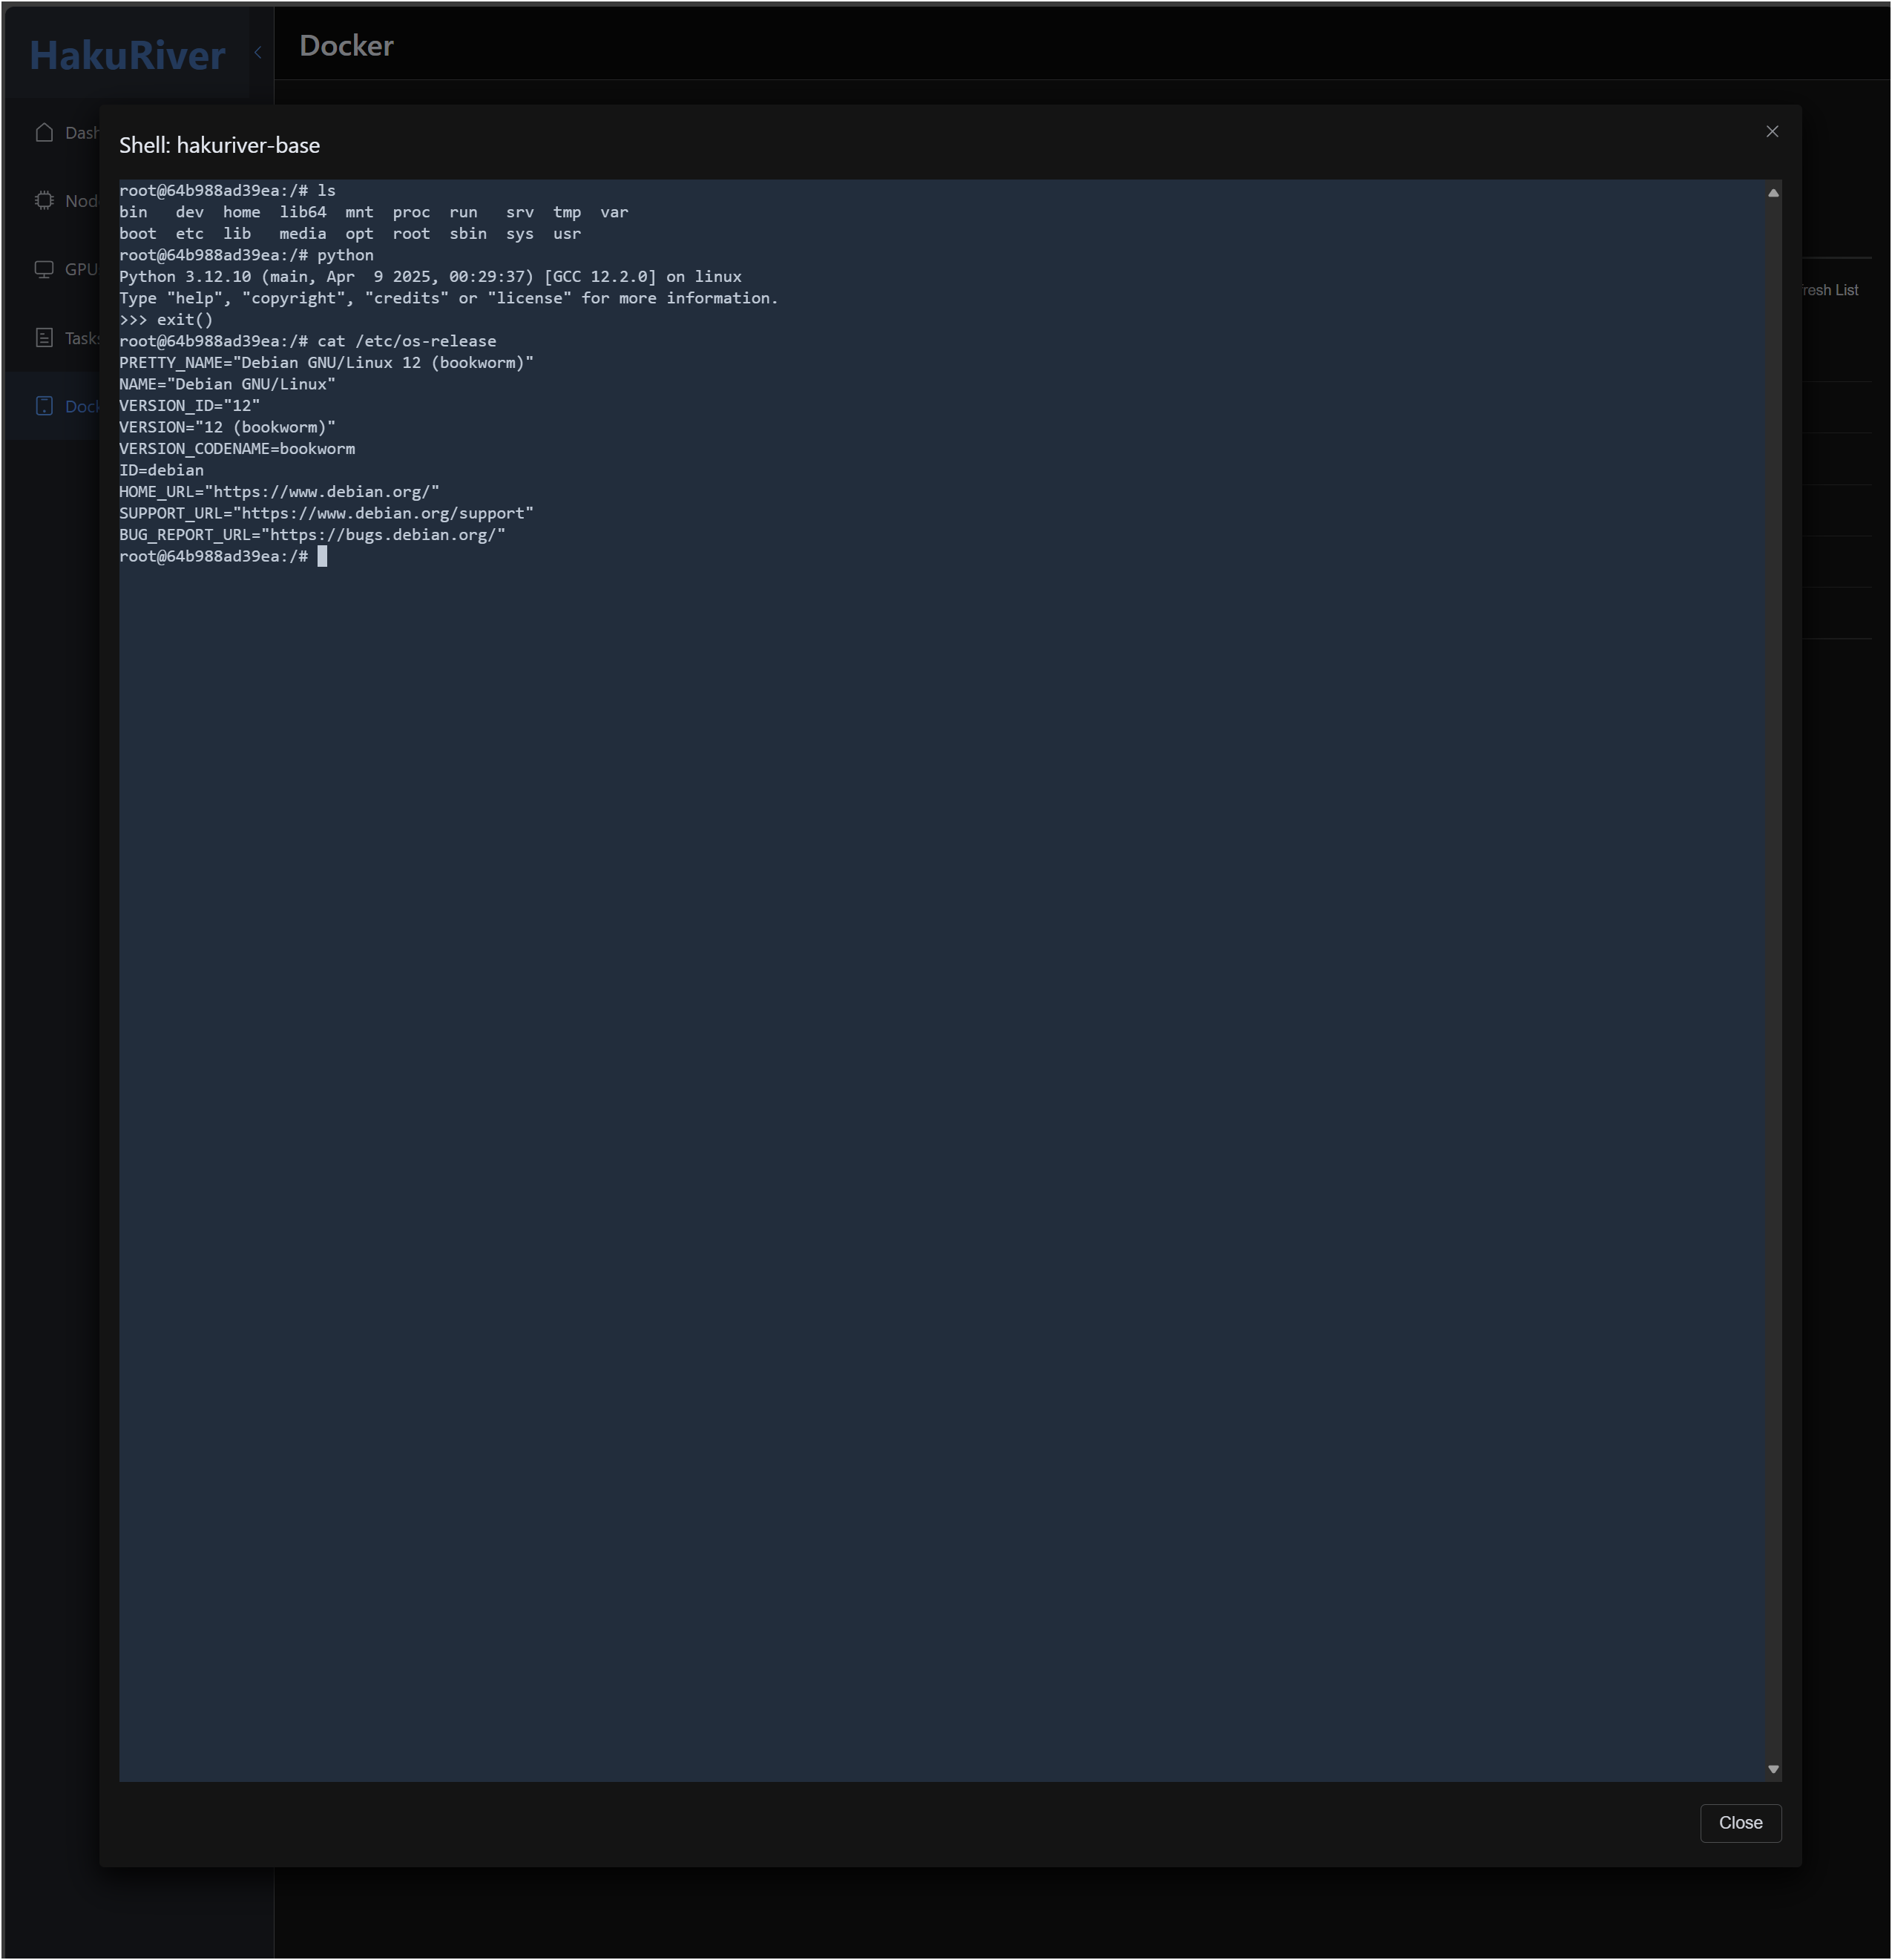 HakuRiver
Docker
Shell: hakuriver-base
root@64b988ad39ea:/# ls
bin   dev  home  lib64  mnt  proc  run   srv  tmp  var
boot  etc  lib   media  opt  root  sbin  sys  usr
root@64b988ad39ea:/# python
Python 3.12.10 (main, Apr  9 2025, 00:29:37) [GCC 12.2.0] on linux
Type "help", "copyright", "credits" or "license" for more information.
>>> exit()
root@64b988ad39ea:/# cat /etc/os-release
PRETTY_NAME="Debian GNU/Linux 12 (bookworm)"
NAME="Debian GNU/Linux"
VERSION_ID="12"
VERSION="12 (bookworm)"
VERSION_CODENAME=bookworm
ID=debian
HOME_URL="https://www.debian.org/"
SUPPORT_URL="https://www.debian.org/support"
BUG_REPORT_URL="https://bugs.debian.org/"
root@64b988ad39ea:/#
Dash
Node
GPU
Tasks
Dock
resh List
Close